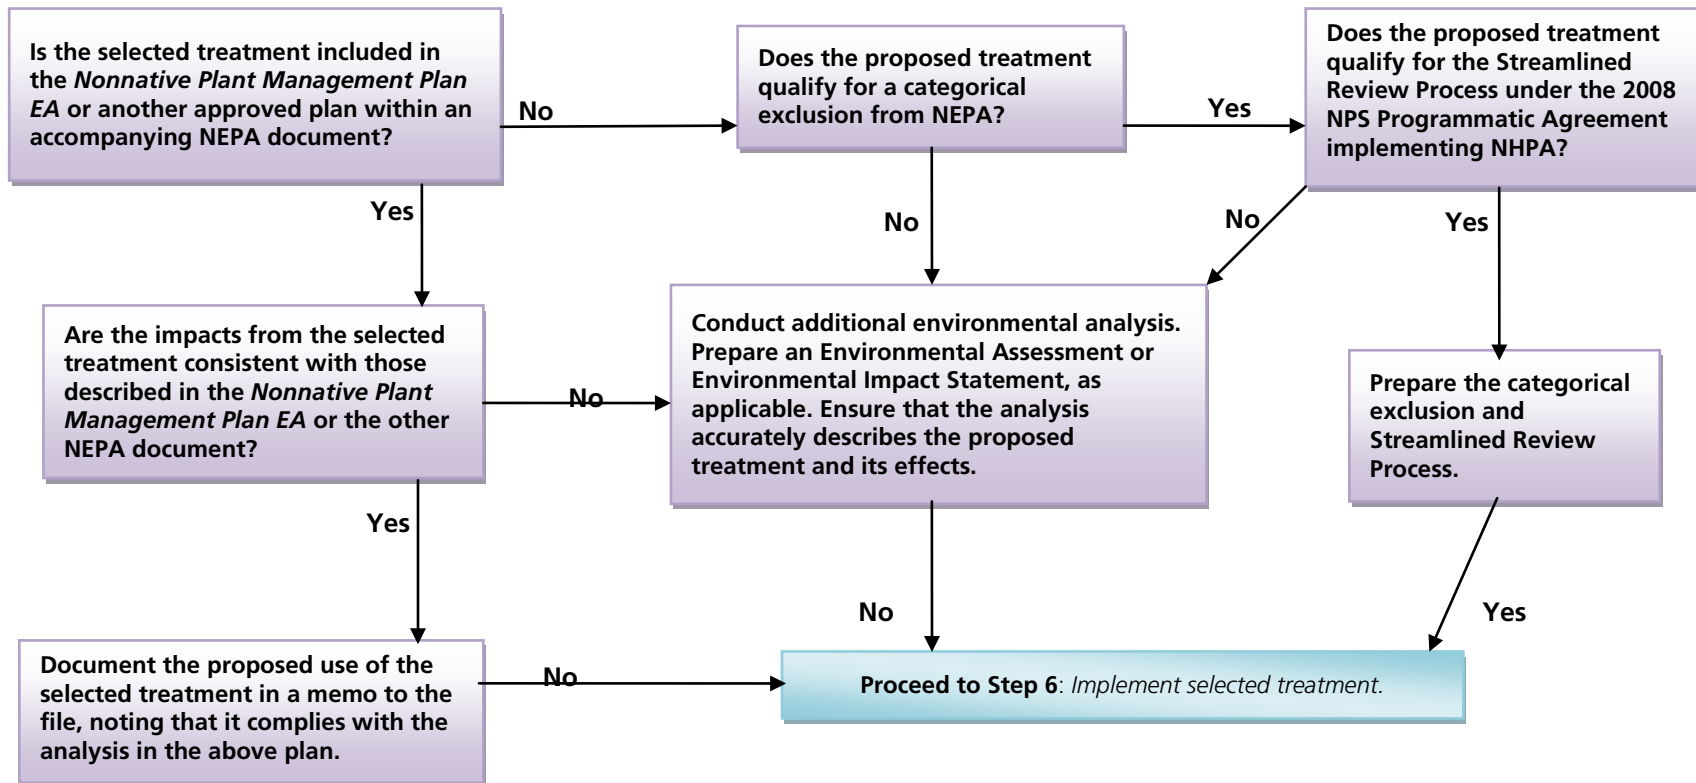 Is the selected treatment included in
the Nonnative Plant Management Plan
EA or another approved plan within an
accompanying NEPA document?
No
Does the proposed treatment
qualify for a categorical
exclusion from NEPA?
Yes
Does the proposed treatment
qualify for the Streamlined
Review Process under the 2008
NPS Programmatic Agreement
implementing NHPA?
Yes
No
No
Yes
Are the impacts from the selected
treatment consistent with those
described in the Nonnative Plant
Management Plan EA or the other
NEPA document?
No
Conduct additional environmental analysis.
Prepare an Environmental Assessment or
Environmental Impact Statement, as
applicable. Ensure that the analysis
accurately describes the proposed
treatment and its effects.
Prepare the categorical
exclusion and
Streamlined Review
Process.
Yes
No
Yes
Document the proposed use of the
selected treatment in a memo to the
file, noting that it complies with the
analysis in the above plan.
No
Proceed to Step 6: Implement selected treatment.